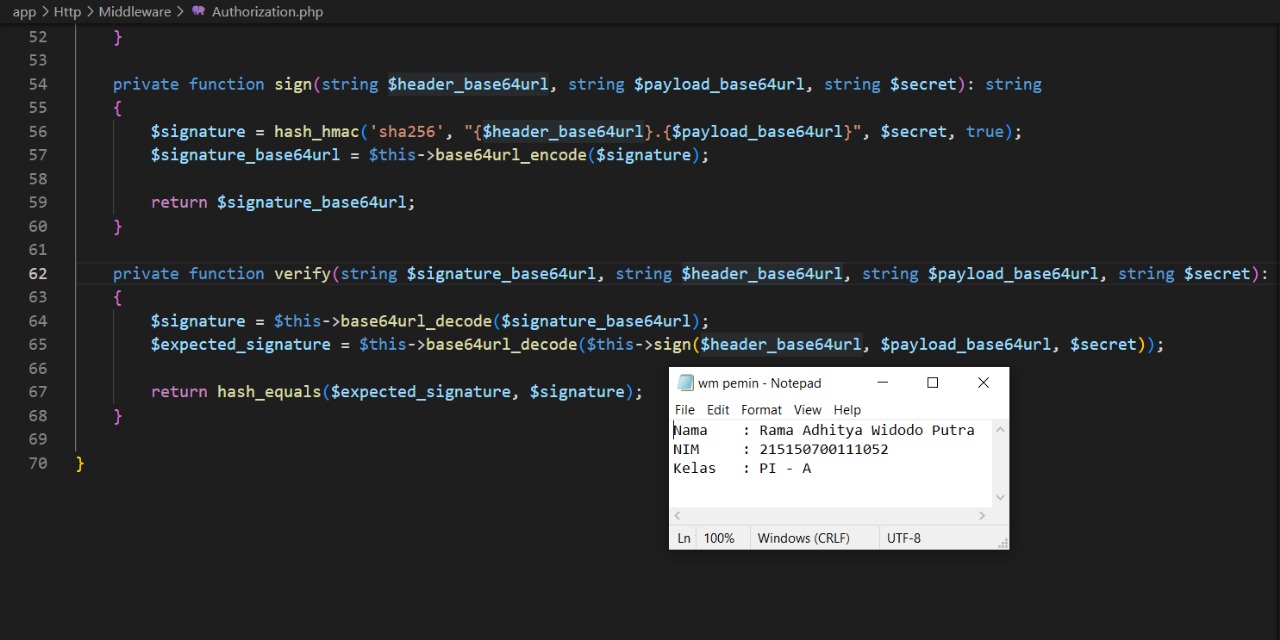 app > Http > Middleware > Authorization.php
52 }
53
54 private function sign(string $header_base64url, string $payload_base64url, string $secret): string
55 {
56 $signature = hash_hmac('sha256', "{$header_base64url}.{$payload_base64url}", $secret, true);
57 $signature_base64url = $this->base64url_encode($signature);
58
59 return $signature_base64url;
60 }
61
62 private function verify(string $signature_base64url, string $header_base64url, string $payload_base64url, string $secret):
63 {
64 $signature = $this->base64url_decode($signature_base64url);
65 $expected_signature = $this->base64url_decode($this->sign($header_base64url, $payload_base64url, $secret));
66
67 return hash_equals($expected_signature, $signature);
68 }
69
70 }
wm pemin - Notepad
File Edit Format View Help
Nama : Rama Adhitya Widodo Putra
NIM : 215150700111052
Kelas : PI - A
Ln 100% Windows (CRLF) UTF-8